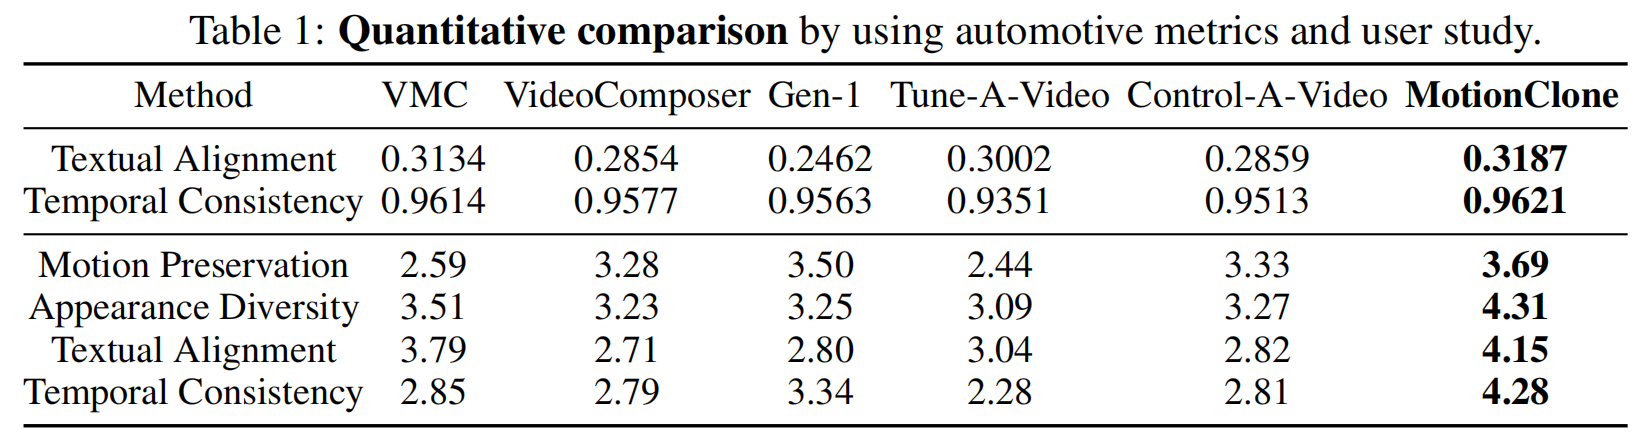 Table 1: Quantitative comparison by using automotive metrics and user study.
Method VMC VideoComposer Gen-1 Tune-A-Video Control-A-Video MotionClone
Textual Alignment 0.3134 0.2854 0.2462 0.3002 0.2859 0.3187
Temporal Consistency 0.9614 0.9577 0.9563 0.9351 0.9513 0.9621
Motion Preservation 2.59 3.28 3.50 2.44 3.33 3.69
Appearance Diversity 3.51 3.23 3.25 3.09 3.27 4.31
Textual Alignment 3.79 2.71 2.80 3.04 2.82 4.15
Temporal Consistency 2.85 2.79 3.34 2.28 2.81 4.28